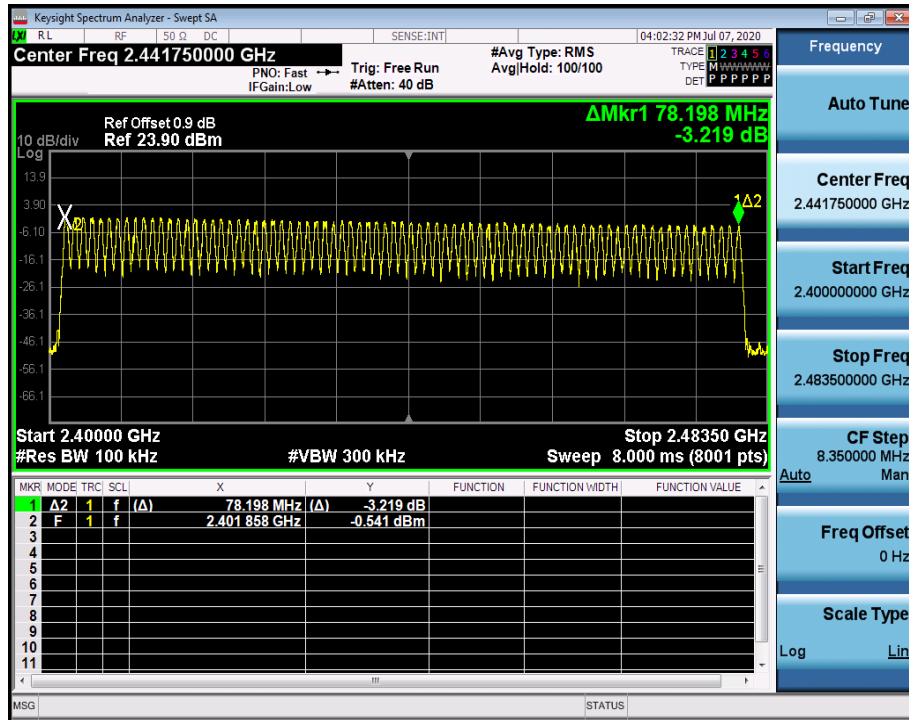 Keysight Spectrum Analyzer - Swept SA
LXI RL RF 50 Ω DC SENSE:INT 04:02:32 PM Jul 07, 2020
Center Freq 2.441750000 GHz
PNO: Fast
IFGain:Low
Trig: Free Run
#Atten: 40 dB
#Avg Type: RMS
Avg|Hold: 100/100
TRACE 1 2 3 4 5 6
TYPE M W W W W W
DET P P P P P P
ΔMkr1 78.198 MHz
-3.219 dB
Ref Offset 0.9 dB
10 dB/div Ref 23.90 dBm
Log
13.9
3.90
-6.10
-16.1
-26.1
-36.1
-46.1
-56.1
-66.1
2
1Δ2
Start 2.40000 GHz Stop 2.48350 GHz
#Res BW 100 kHz #VBW 300 kHz Sweep 8.000 ms (8001 pts)
MKR MODE TRC SCL X Y FUNCTION FUNCTION WIDTH FUNCTION VALUE
1 Δ2 1 f (Δ) 78.198 MHz (Δ) -3.219 dB
2 F 1 f 2.401 858 GHz -0.541 dBm
3
4
5
6
7
8
9
10
11
MSG STATUS
Frequency
Auto Tune
Center Freq
2.441750000 GHz
Start Freq
2.400000000 GHz
Stop Freq
2.483500000 GHz
CF Step
8.350000 MHz
Auto Man
Freq Offset
0 Hz
Scale Type
Log Lin